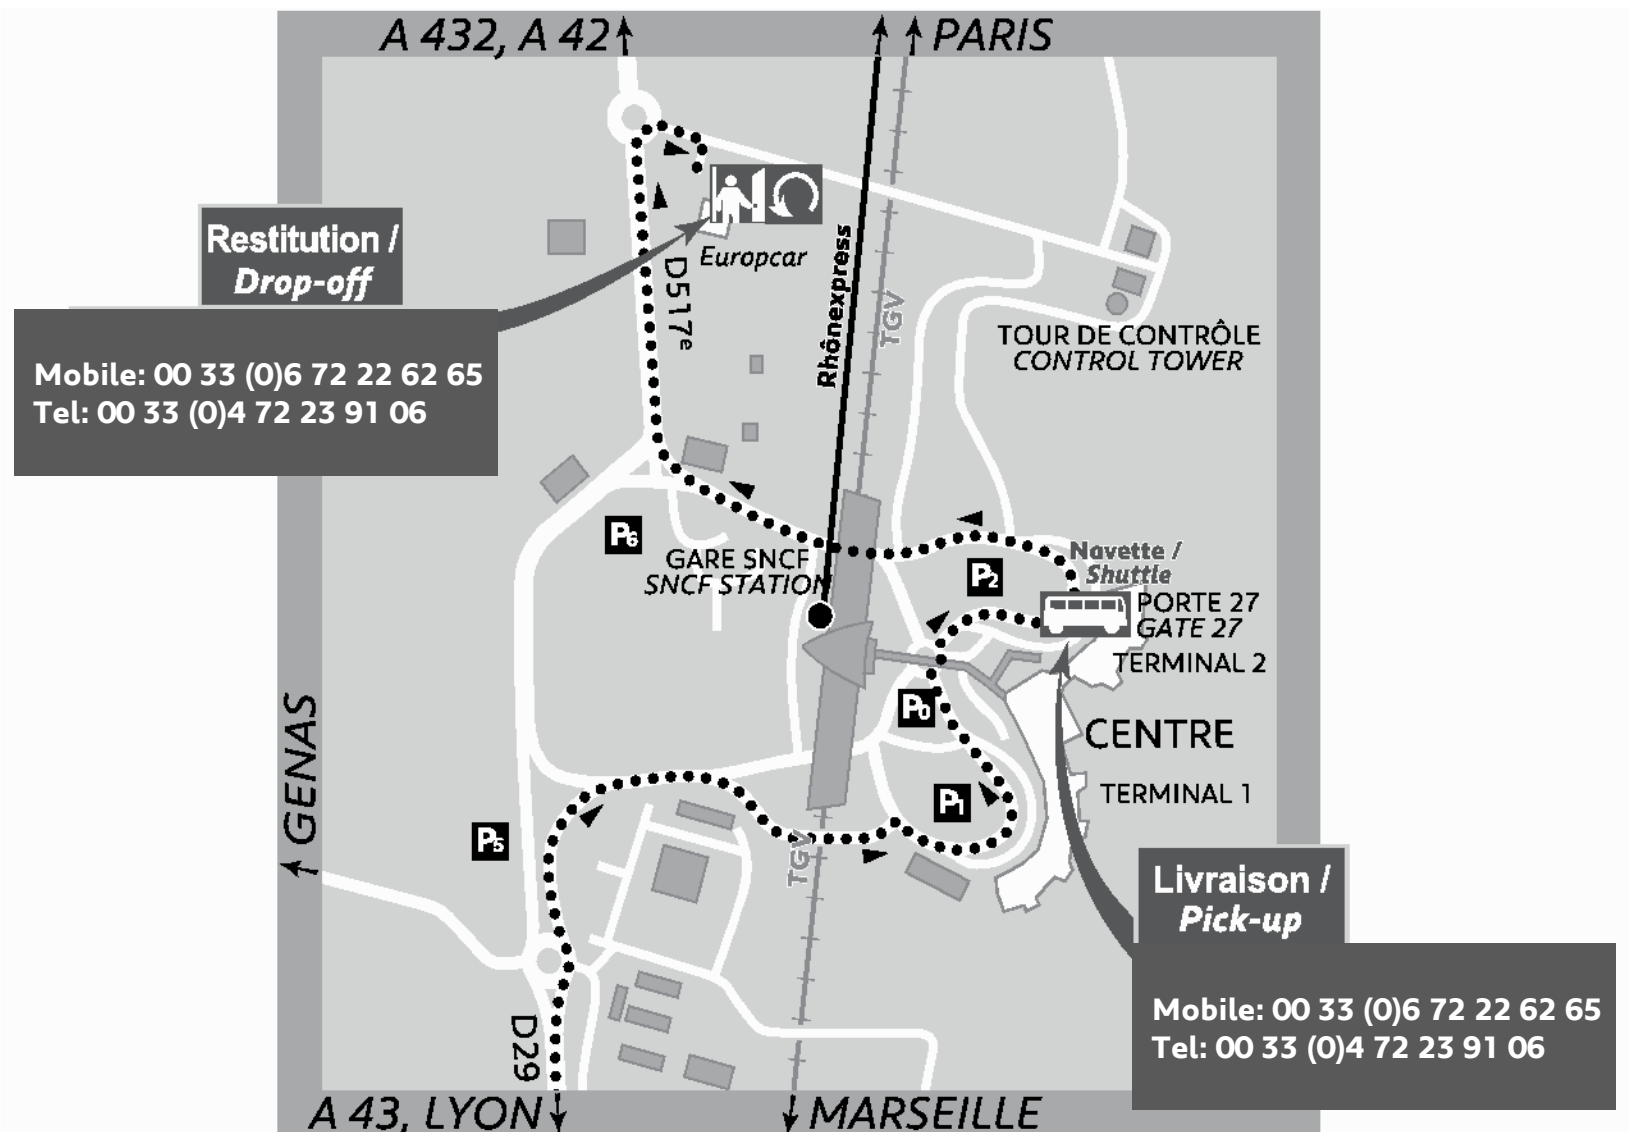 A 432, A 42
PARIS
Restitution /
Drop-off
Mobile: 00 33 (0)6 72 22 62 65
Tel: 00 33 (0)4 72 23 91 06
Europcar
D517e
Rhônexpress
TGV
TOUR DE CONTRÔLE
CONTROL TOWER
P6
GARE SNCF
SNCF STATION
P2
Navette /
Shuttle
PORTE 27
GATE 27
TERMINAL 2
P0
CENTRE
TERMINAL 1
P1
GENAS
P5
TGV
Livraison /
Pick-up
Mobile: 00 33 (0)6 72 22 62 65
Tel: 00 33 (0)4 72 23 91 06
D29
A 43, LYON
MARSEILLE